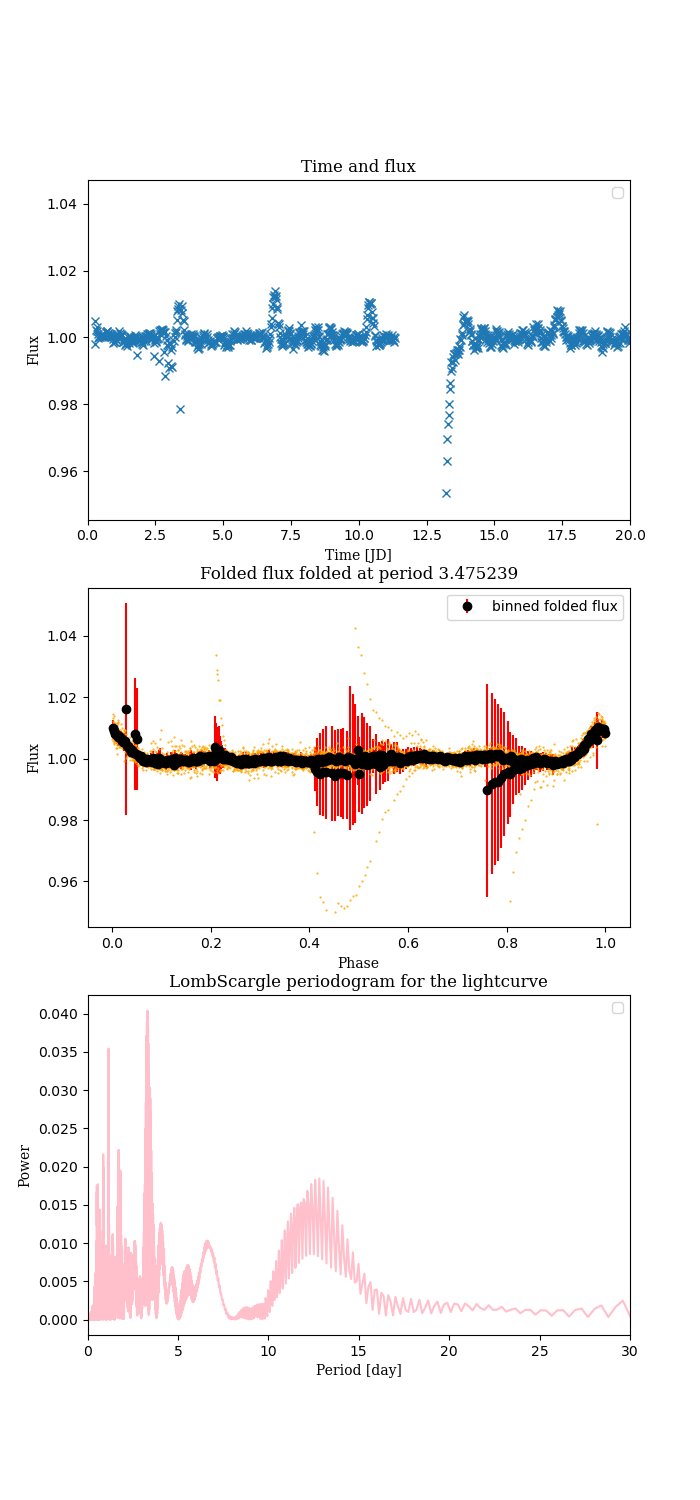 Time and flux
1.04
1.02
1.00
0.98
0.96
Flux
0.0 2.5 5.0 7.5 10.0 12.5 15.0 17.5 20.0
Time [JD]
Folded flux folded at period 3.475239
binned folded flux
1.04
1.02
1.00
0.98
0.96
Flux
0.0 0.2 0.4 0.6 0.8 1.0
Phase
LombScargle periodogram for the lightcurve
0.040
0.035
0.030
0.025
0.020
0.015
0.010
0.005
0.000
Power
0 5 10 15 20 25 30
Period [day]